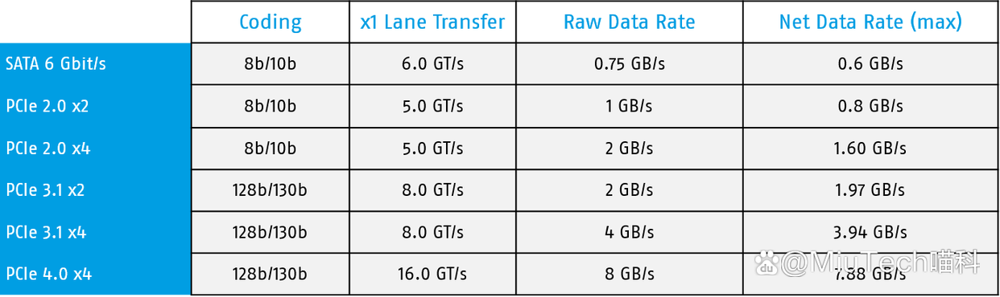 Coding x1 Lane Transfer Raw Data Rate Net Data Rate (max)
SATA 6 Gbit/s 8b/10b 6.0 GT/s 0.75 GB/s 0.6 GB/s
PCIe 2.0 x2 8b/10b 5.0 GT/s 1 GB/s 0.8 GB/s
PCIe 2.0 x4 8b/10b 5.0 GT/s 2 GB/s 1.60 GB/s
PCIe 3.1 x2 128b/130b 8.0 GT/s 2 GB/s 1.97 GB/s
PCIe 3.1 x4 128b/130b 8.0 GT/s 4 GB/s 3.94 GB/s
PCIe 4.0 x4 128b/130b 16.0 GT/s 8 GB/s 7.88 GB/s
du @MiuTech喵科